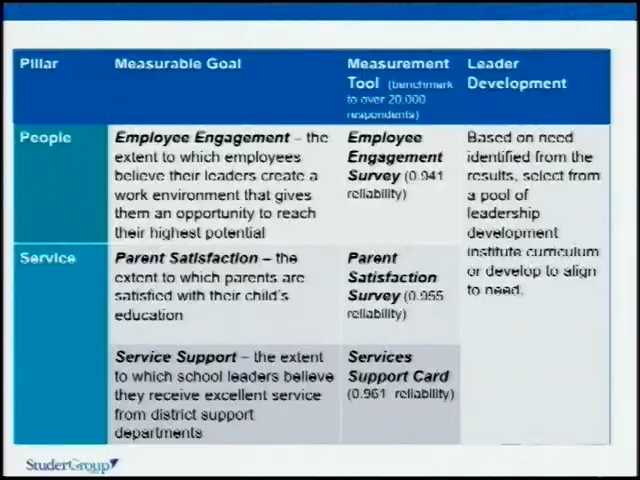 Pillar
Measurable Goal
Measurement
Tool (benchmark
to over 20,000
respondents)
Leader
Development
People
Employee Engagement – the
extent to which employees
believe their leaders create a
work environment that gives
them an opportunity to reach
their highest potential
Employee
Engagement
Survey (0.941
reliability)
Based on need
identified from the
results, select from
a pool of
leadership
development
institute curriculum
or develop to align
to need.
Service
Parent Satisfaction – the
extent to which parents are
satisfied with their child's
education
Parent
Satisfaction
Survey (0.955
reliability)
Service Support – the extent
to which school leaders believe
they receive excellent service
from district support
departments
Services
Support Card
(0.961 reliability)
StuderGroup